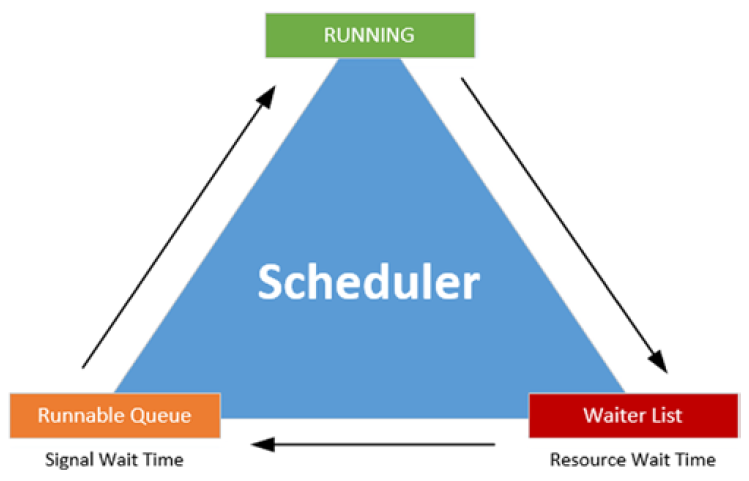 RUNNING
Scheduler
Runnable Queue
Waiter List
Signal Wait Time
Resource Wait Time